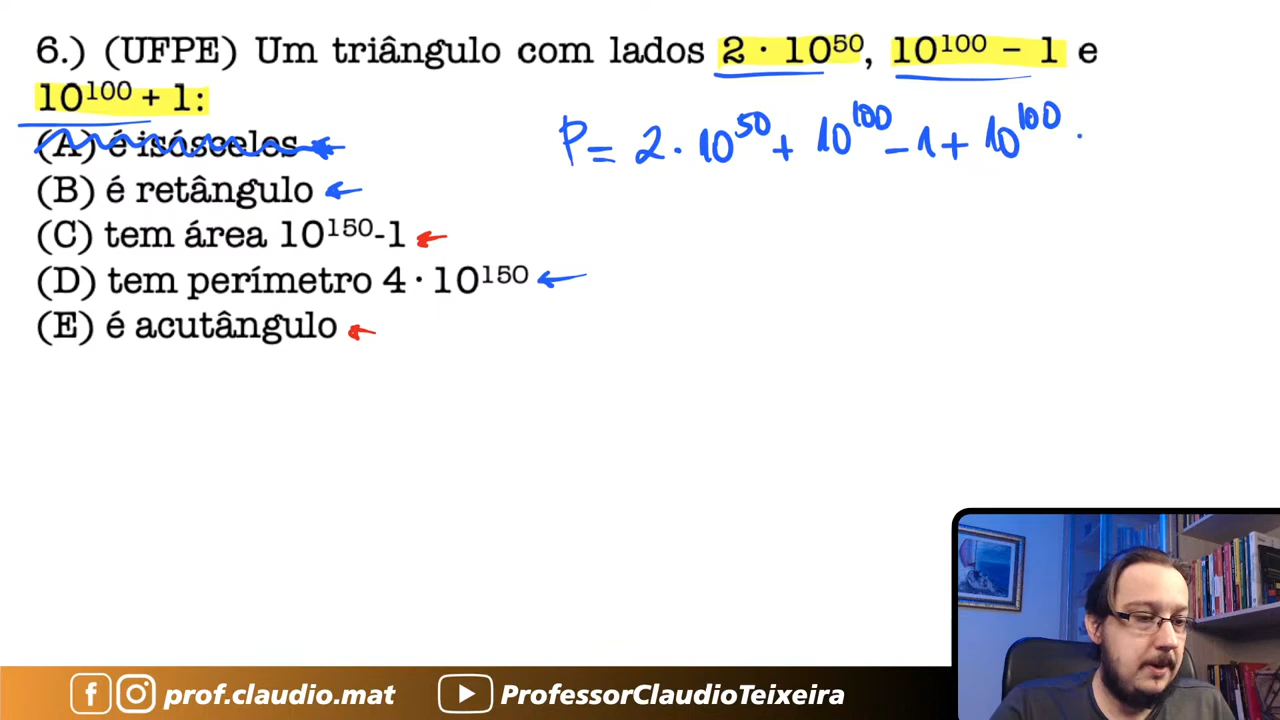 6.) (UFPE) Um triângulo com lados 2 · 10⁵⁰, 10¹⁰⁰ – 1 e
10¹⁰⁰ + 1:
(A) é isósceles
(B) é retângulo
(C) tem área 10¹⁵⁰-1
(D) tem perímetro 4 · 10¹⁵⁰
(E) é acutângulo
P = 2 · 10⁵⁰ + 10¹⁰⁰ - 1 + 10¹⁰⁰
prof.claudio.mat
ProfessorClaudioTeixeira